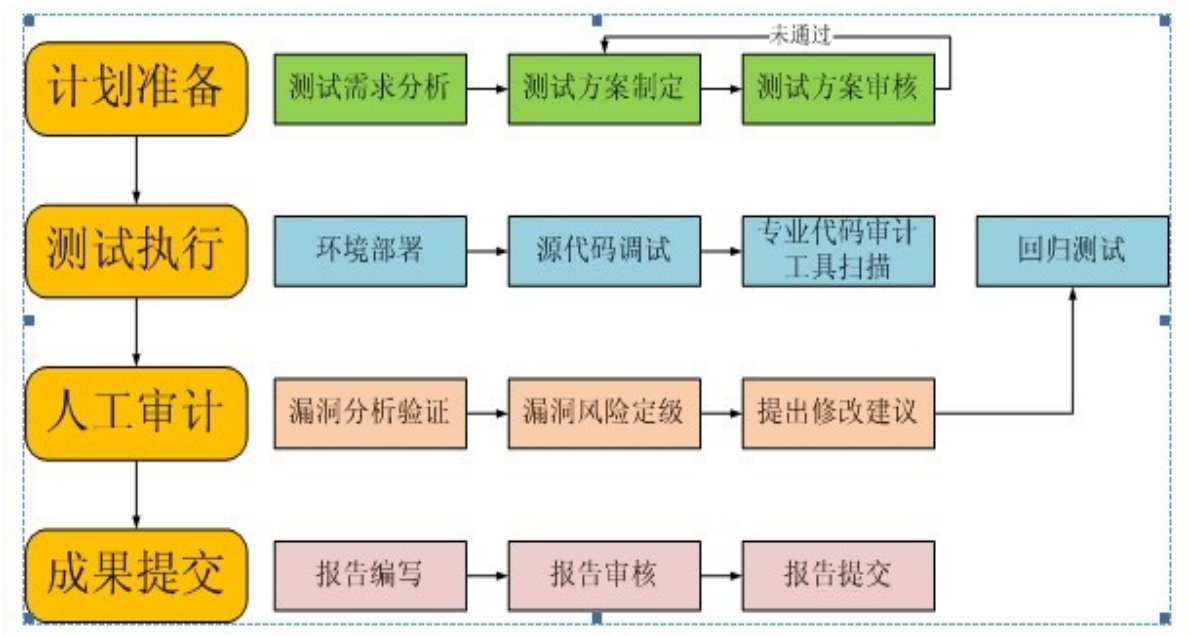 未通过
计划准备
测试需求分析
测试方案制定
测试方案审核
测试执行
环境部署
源代码调试
专业代码审计
工具扫描
回归测试
人工审计
漏洞分析验证
漏洞风险定级
提出修改建议
成果提交
报告编写
报告审核
报告提交